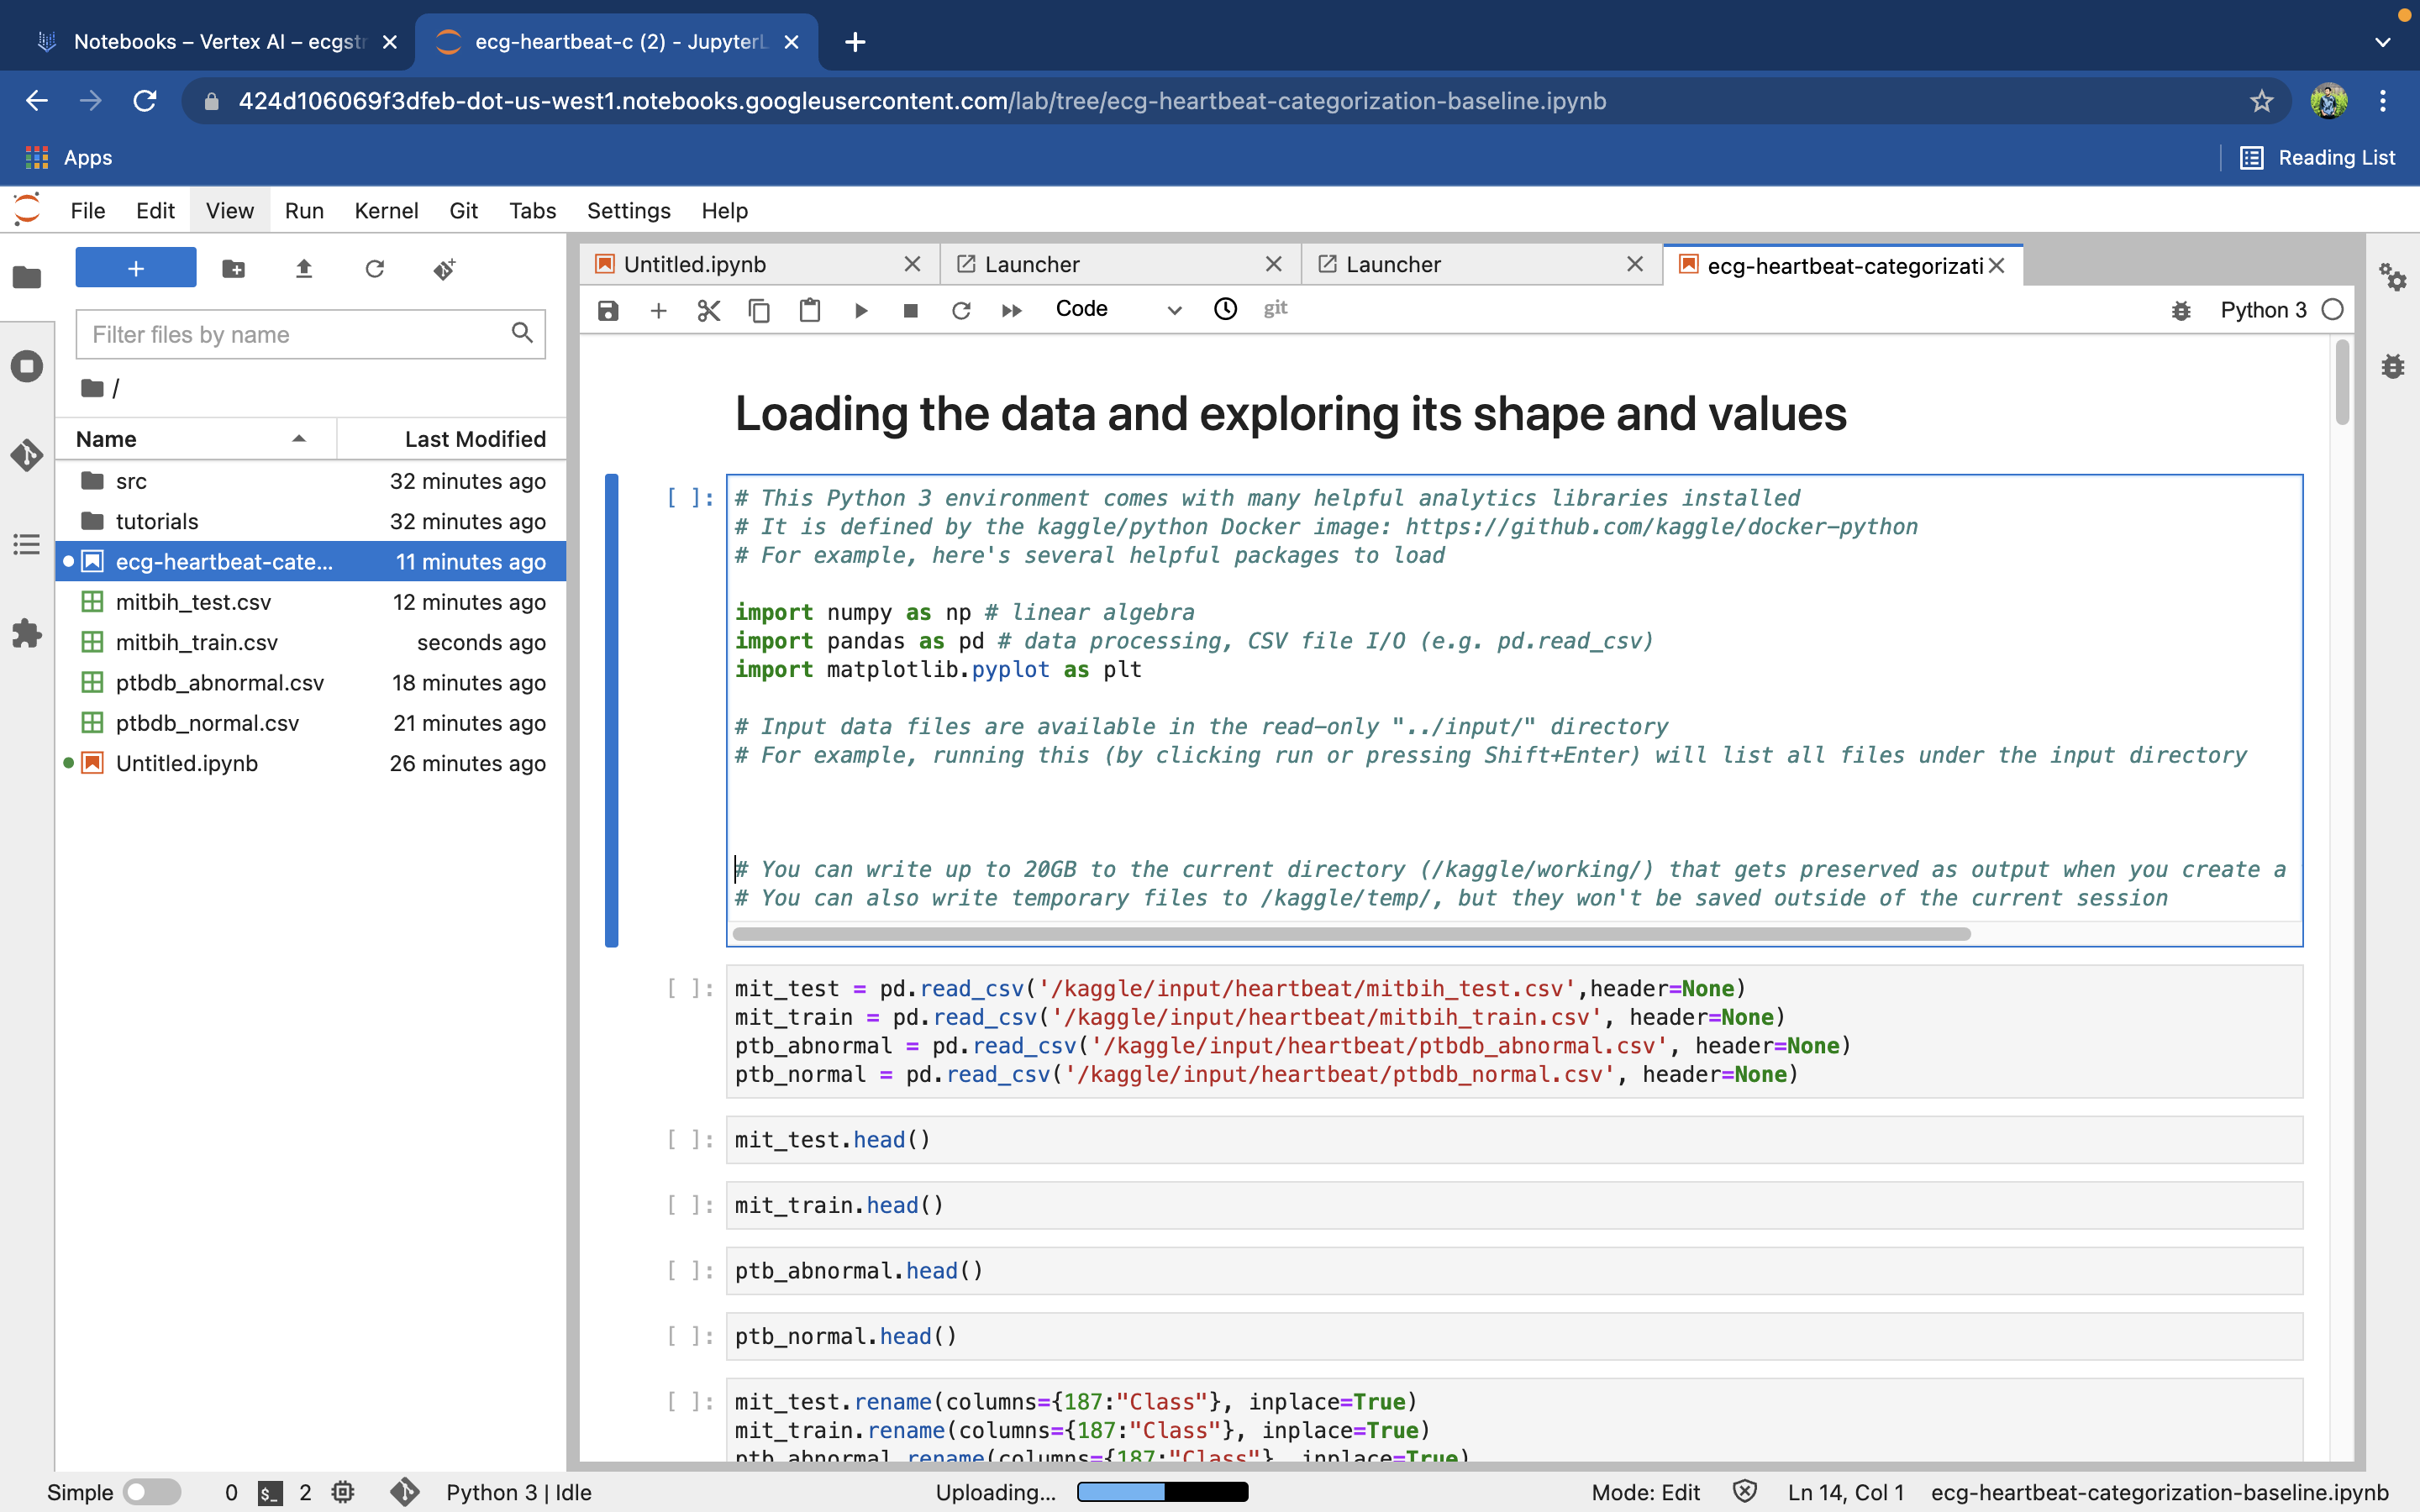 Notebooks – Vertex AI – ecgstr
ecg-heartbeat-c (2) - JupyterL
424d106069f3dfeb-dot-us-west1.notebooks.googleusercontent.com/lab/tree/ecg-heartbeat-categorization-baseline.ipynb
Apps
Reading List
File Edit View Run Kernel Git Tabs Settings Help
Filter files by name
/
Name Last Modified
src 32 minutes ago
tutorials 32 minutes ago
ecg-heartbeat-cate... 11 minutes ago
mitbih_test.csv 12 minutes ago
mitbih_train.csv seconds ago
ptbdb_abnormal.csv 18 minutes ago
ptbdb_normal.csv 21 minutes ago
Untitled.ipynb 26 minutes ago
Untitled.ipynb Launcher Launcher ecg-heartbeat-categorizati
Code git Python 3
Loading the data and exploring its shape and values
[ ]: # This Python 3 environment comes with many helpful analytics libraries installed
# It is defined by the kaggle/python Docker image: https://github.com/kaggle/docker-python
# For example, here's several helpful packages to load
import numpy as np # linear algebra
import pandas as pd # data processing, CSV file I/O (e.g. pd.read_csv)
import matplotlib.pyplot as plt
# Input data files are available in the read-only "../input/" directory
# For example, running this (by clicking run or pressing Shift+Enter) will list all files under the input directory
# You can write up to 20GB to the current directory (/kaggle/working/) that gets preserved as output when you create a
# You can also write temporary files to /kaggle/temp/, but they won't be saved outside of the current session
[ ]: mit_test = pd.read_csv('/kaggle/input/heartbeat/mitbih_test.csv',header=None)
mit_train = pd.read_csv('/kaggle/input/heartbeat/mitbih_train.csv', header=None)
ptb_abnormal = pd.read_csv('/kaggle/input/heartbeat/ptbdb_abnormal.csv', header=None)
ptb_normal = pd.read_csv('/kaggle/input/heartbeat/ptbdb_normal.csv', header=None)
[ ]: mit_test.head()
[ ]: mit_train.head()
[ ]: ptb_abnormal.head()
[ ]: ptb_normal.head()
[ ]: mit_test.rename(columns={187:"Class"}, inplace=True)
mit_train.rename(columns={187:"Class"}, inplace=True)
ptb_abnormal.rename(columns={187:"Class"}, inplace=True)
Simple 0 $_ 2 Python 3 | Idle Uploading... Mode: Edit Ln 14, Col 1 ecg-heartbeat-categorization-baseline.ipynb